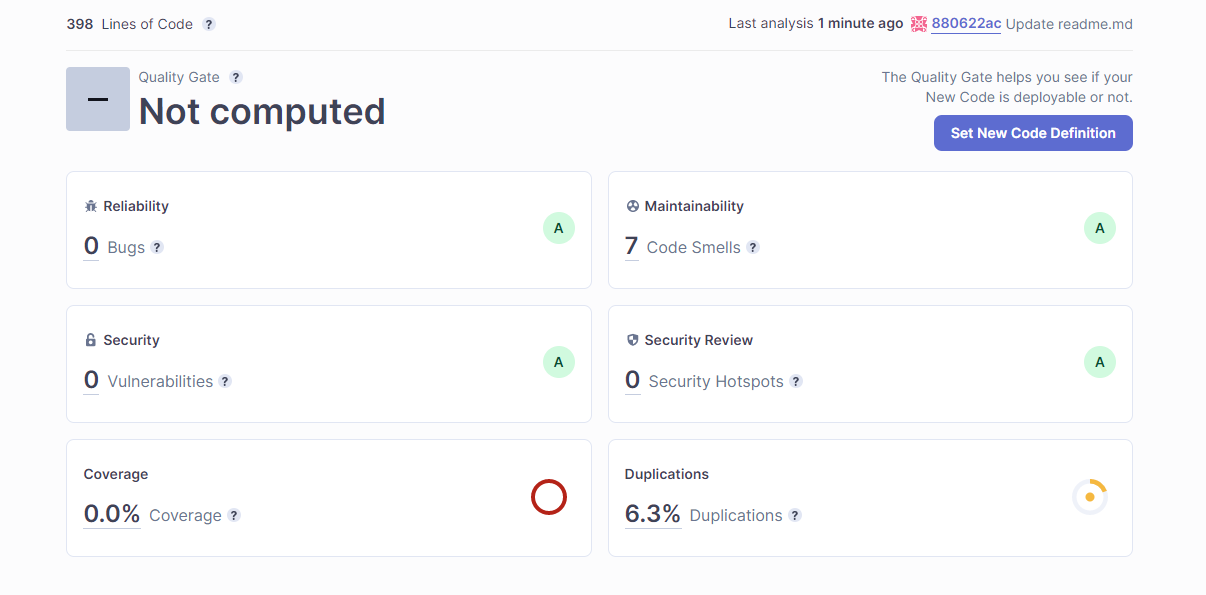 398 Lines of Code ?
Last analysis 1 minute ago 880622ac Update readme.md
Quality Gate ?
Not computed
The Quality Gate helps you see if your
New Code is deployable or not.
Set New Code Definition
Reliability
0 Bugs ?
A
Maintainability
7 Code Smells ?
A
Security
0 Vulnerabilities ?
A
Security Review
0 Security Hotspots ?
A
Coverage
0.0% Coverage ?
Duplications
6.3% Duplications ?